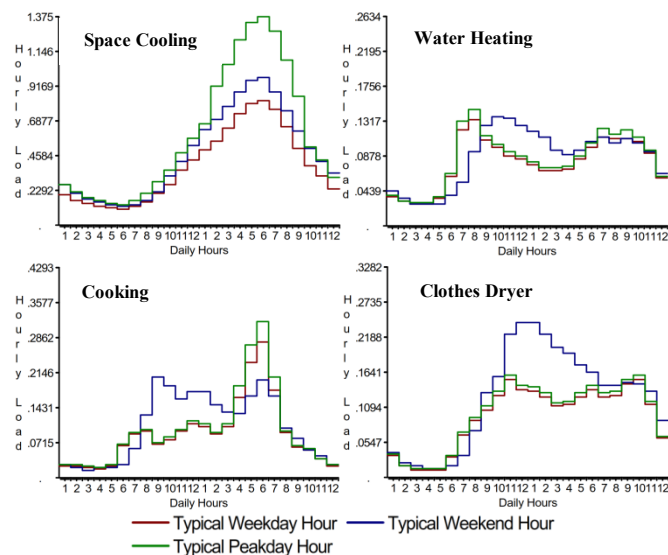 Space Cooling
1.375
1.146
.9169
.6877
.4584
.2292
.
Hourly Load
1 2 3 4 5 6 7 8 9 101112 1 2 3 4 5 6 7 8 9 101112
Daily Hours
Water Heating
.2634
.2195
.1756
.1317
.0878
.0439
.
Hourly Load
1 2 3 4 5 6 7 8 9 101112 1 2 3 4 5 6 7 8 9 101112
Daily Hours
Cooking
.4293
.3577
.2862
.2146
.1431
.0715
.
Hourly Load
1 2 3 4 5 6 7 8 9 101112 1 2 3 4 5 6 7 8 9 101112
Daily Hours
Clothes Dryer
.3282
.2735
.2188
.1641
.1094
.0547
.
Hourly Load
1 2 3 4 5 6 7 8 9 101112 1 2 3 4 5 6 7 8 9 101112
Daily Hours
Typical Weekday Hour
Typical Weekend Hour
Typical Peakday Hour